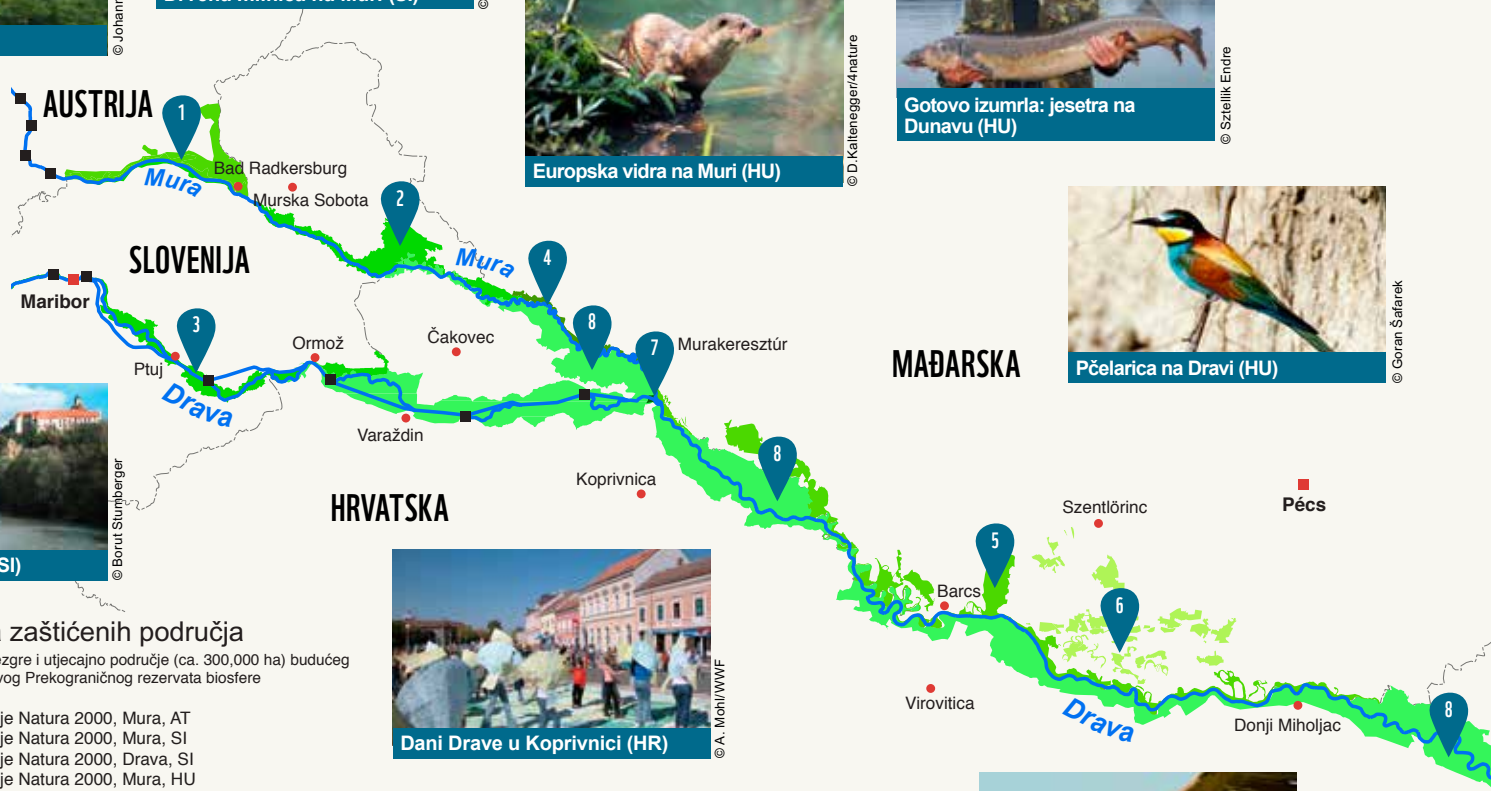 © Johann
© D.Kaltenegger/4nature
Europska vidra na Muri (HU)
Gotovo izumrla: jesetra na
Dunavu (HU)
© Sztellik Endre
AUSTRIJA
1
Bad Radkersburg
Mura
Murska Sobota
2
SLOVENIJA
Mura
4
Maribor
3
Ormož
Čakovec
8
7
Murakeresztúr
Ptuj
Drava
Varaždin
MAĐARSKA
Pčelarica na Dravi (HU)
© Goran Šafarek
SI)
© Borut Stumberger
HRVATSKA
Koprivnica
8
Szentlörinc
Pécs
5
Barcs
6
Virovitica
Drava
Donji Miholjac
8
Dani Drave u Koprivnici (HR)
© A. Mohl/WWF
zaštićenih područja
ezgre i utjecajno područje (ca. 300,000 ha) budućeg
vog Prekograničnog rezervata biosfere
je Natura 2000, Mura, AT
je Natura 2000, Mura, SI
je Natura 2000, Drava, SI
je Natura 2000, Mura, HU